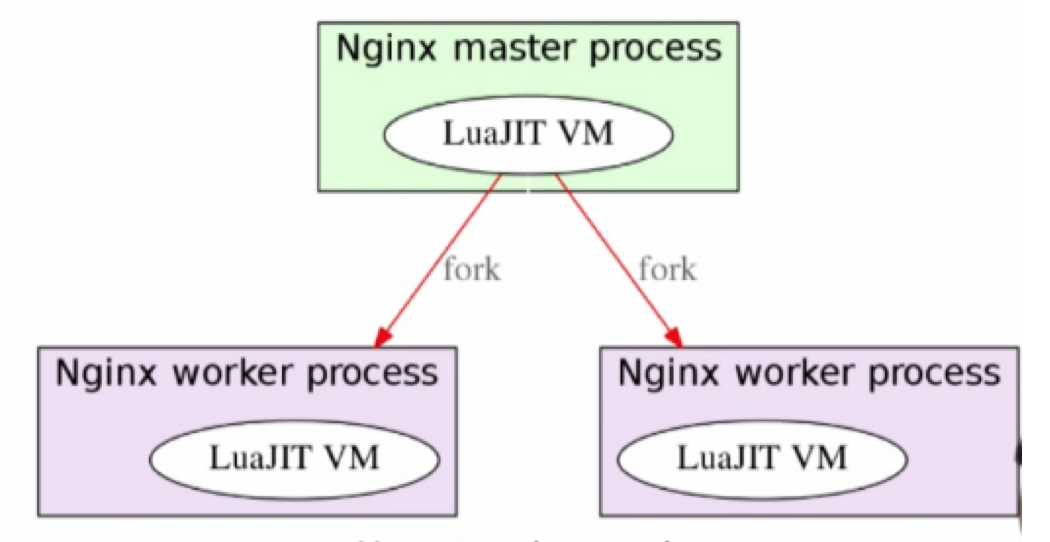 Nginx master process
LuaJIT VM
fork
fork
Nginx worker process
LuaJIT VM
Nginx worker process
LuaJIT VM